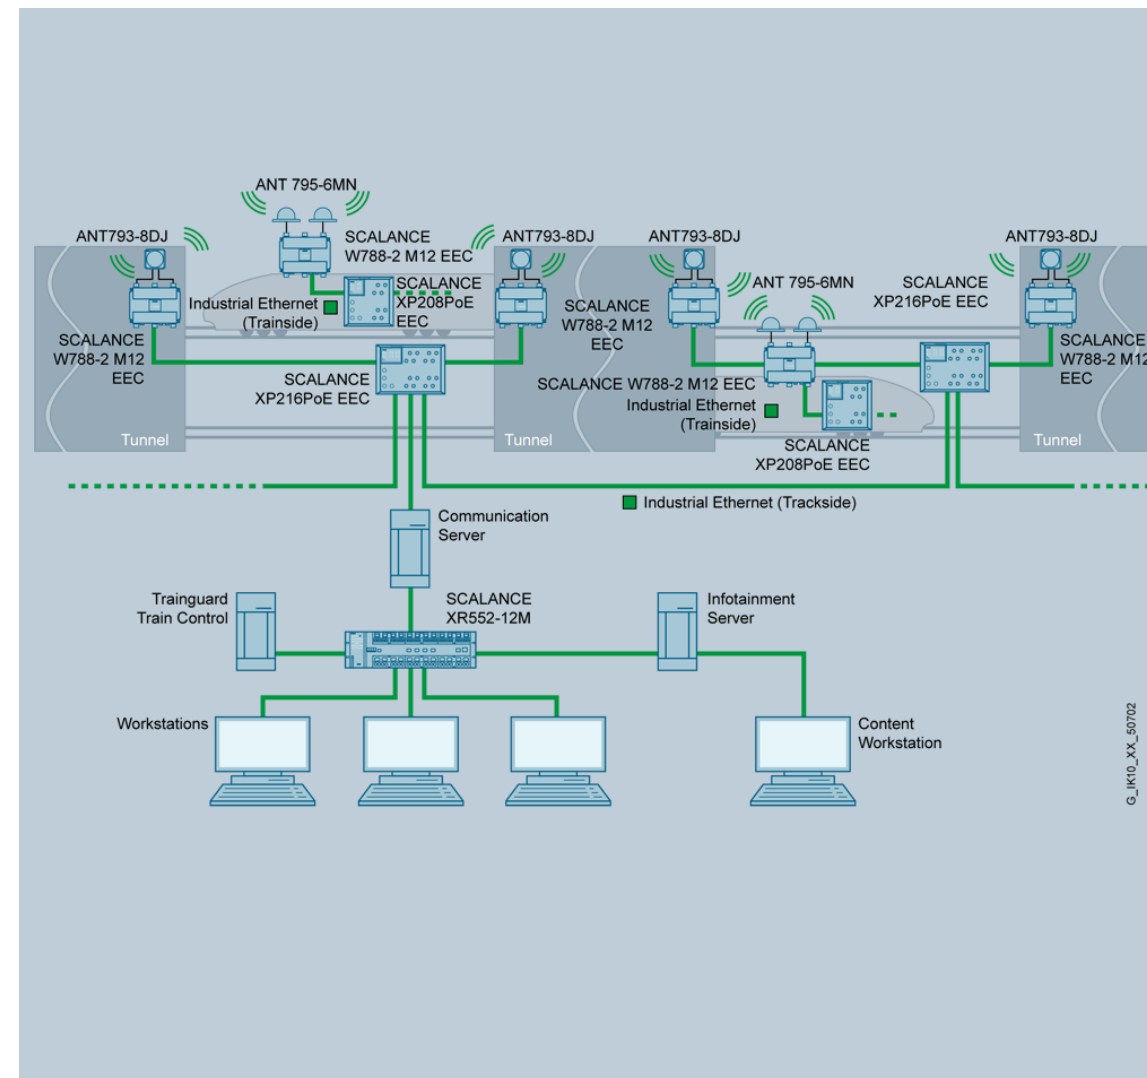 ANT 795-6MN
ANT793-8DJ
SCALANCE
W788-2 M12 EEC
ANT793-8DJ
ANT793-8DJ
ANT793-8DJ
SCALANCE
XP208PoE
EEC
Industrial Ethernet
(Trainside)
SCALANCE
W788-2 M12
EEC
SCALANCE
XP216PoE EEC
ANT 795-6MN
SCALANCE
XP216PoE EEC
SCALANCE
W788-2 M12
EEC
SCALANCE
W788-2 M12
EEC
SCALANCE W788-2 M12 EEC
Industrial Ethernet
(Trainside)
SCALANCE
XP208PoE EEC
Tunnel
Tunnel
Tunnel
Industrial Ethernet (Trackside)
Communication
Server
Trainguard
Train Control
SCALANCE
XR552-12M
Infotainment
Server
Workstations
Content
Workstation
G_IK10_XX_50702